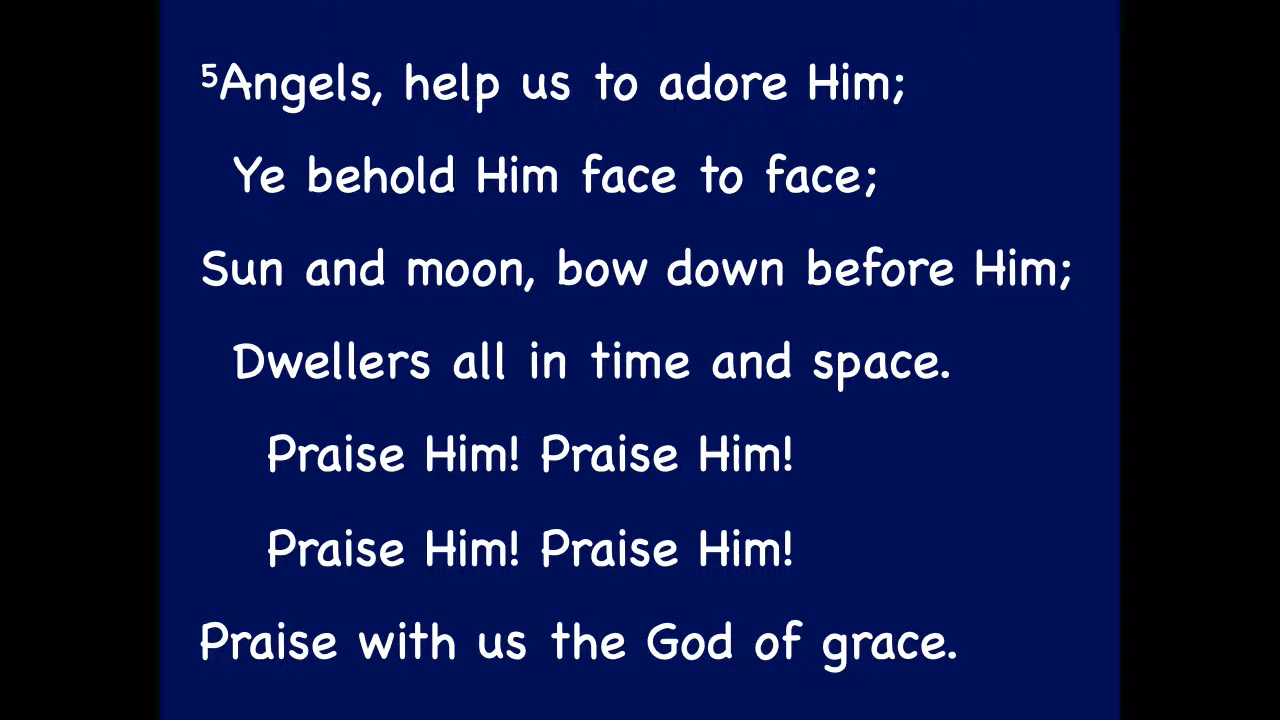 5Angels, help us to adore Him;
Ye behold Him face to face;
Sun and moon, bow down before Him;
Dwellers all in time and space.
Praise Him! Praise Him!
Praise Him! Praise Him!
Praise with us the God of grace.